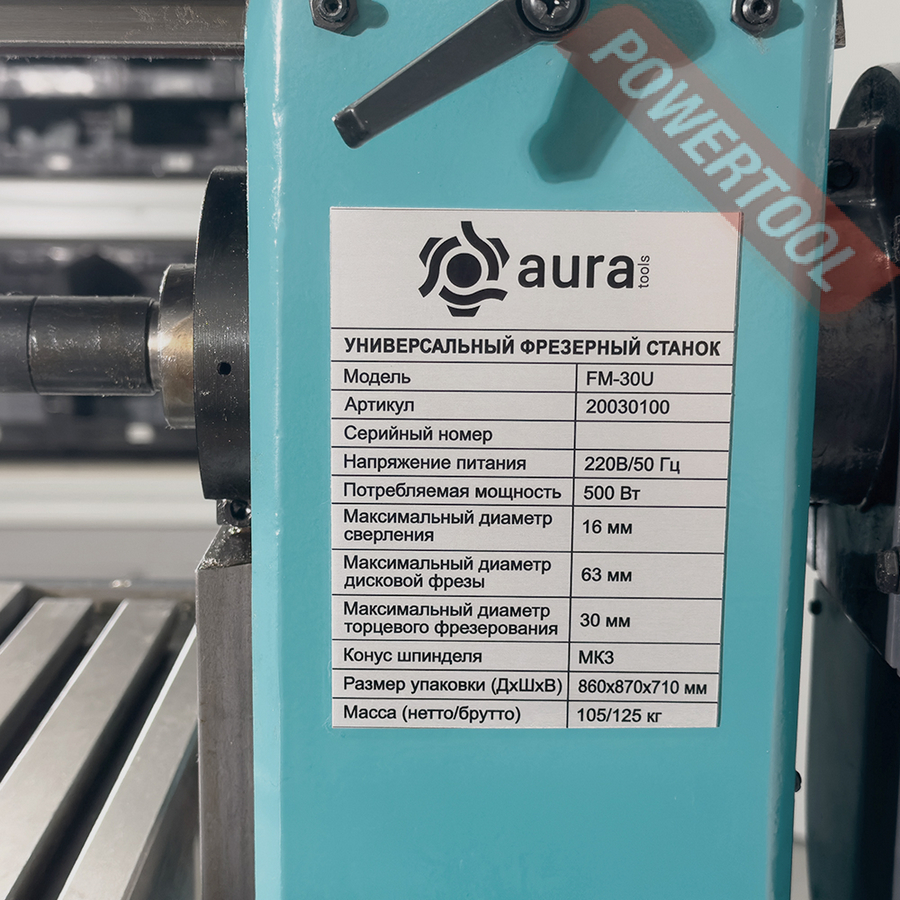 POWERTOOL
aura tools
УНИВЕРСАЛЬНЫЙ ФРЕЗЕРНЫЙ СТАНОК
Модель FM-30U
Артикул 20030100
Серийный номер
Напряжение питания 220В/50 Гц
Потребляемая мощность 500 Вт
Максимальный диаметр
сверления 16 мм
Максимальный диаметр
дисковой фрезы 63 мм
Максимальный диаметр
торцевого фрезерования 30 мм
Конус шпинделя МК3
Размер упаковки (ДхШхВ) 860х870х710 мм
Масса (нетто/брутто) 105/125 кг